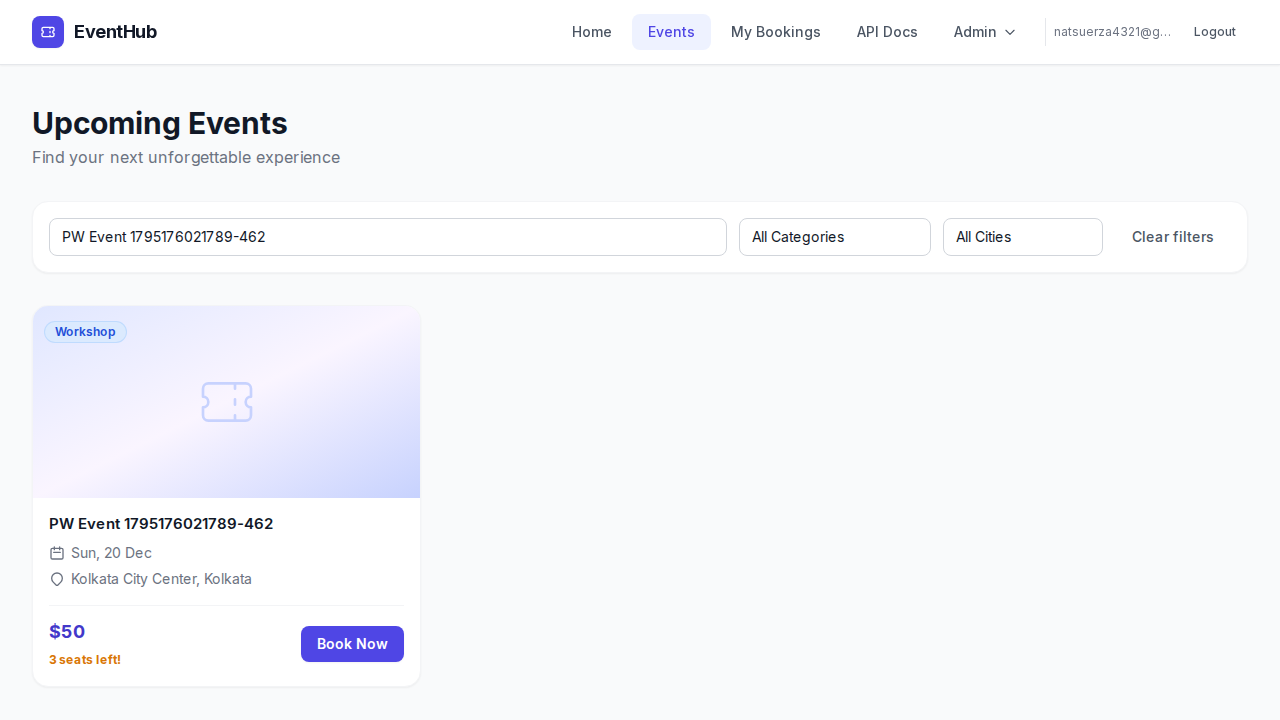 EventHub
Home
Events
My Bookings
API Docs
Admin
natsuerza4321@g…
Logout
Upcoming Events
Find your next unforgettable experience
PW Event 1795176021789-462
All Categories
All Cities
Clear filters
Workshop
PW Event 1795176021789-462
Sun, 20 Dec
Kolkata City Center, Kolkata
$50
3 seats left!
Book Now